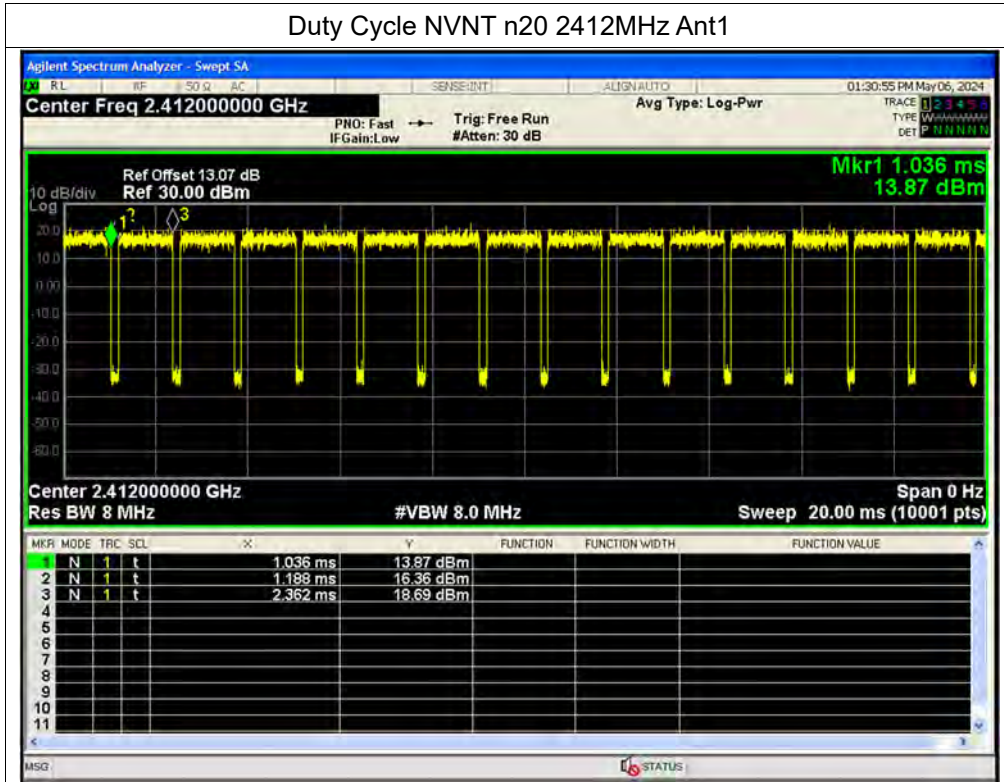 Duty Cycle NVNT n20 2412MHz Ant1
Agilent Spectrum Analyzer - Swept SA
LXI RL RF 50 Ω AC SENSE:INT ALIGN AUTO 01:30:55 PM May 06, 2024
Center Freq 2.412000000 GHz
PNO: Fast
IFGain:Low
Trig: Free Run
#Atten: 30 dB
Avg Type: Log-Pwr
TRACE 1 2 3 4 5 6
TYPE W
DET P N N N N N
Mkr1 1.036 ms
13.87 dBm
Ref Offset 13.07 dB
10 dB/div Ref 30.00 dBm
Log
1 2 3
20.0
10.0
0.00
-10.0
-20.0
-30.0
-40.0
-50.0
-60.0
Center 2.412000000 GHz Span 0 Hz
Res BW 8 MHz #VBW 8.0 MHz Sweep 20.00 ms (10001 pts)
MKR MODE TRC SCL X Y FUNCTION FUNCTION WIDTH FUNCTION VALUE
1 N 1 t 1.036 ms 13.87 dBm
2 N 1 t 1.188 ms 16.36 dBm
3 N 1 t 2.362 ms 18.69 dBm
4
5
6
7
8
9
10
11
MSG STATUS